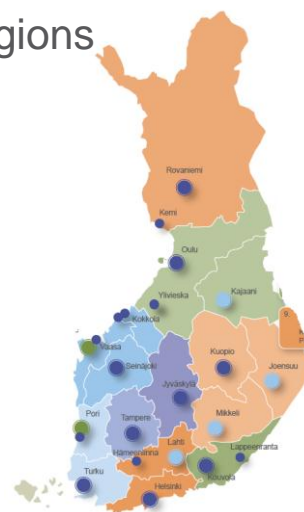 gions
Rovaniemi
Kemi
Oulu
Ylivieska
Kajaani
Kokkola
9.
Vaasa
Seinäjoki
Kuopio
Joensuu
Jyväskylä
Pori
Tampere
Mikkeli
Lahti
Lappeenranta
Hämeenlinna
Turku
Kouvola
Helsinki